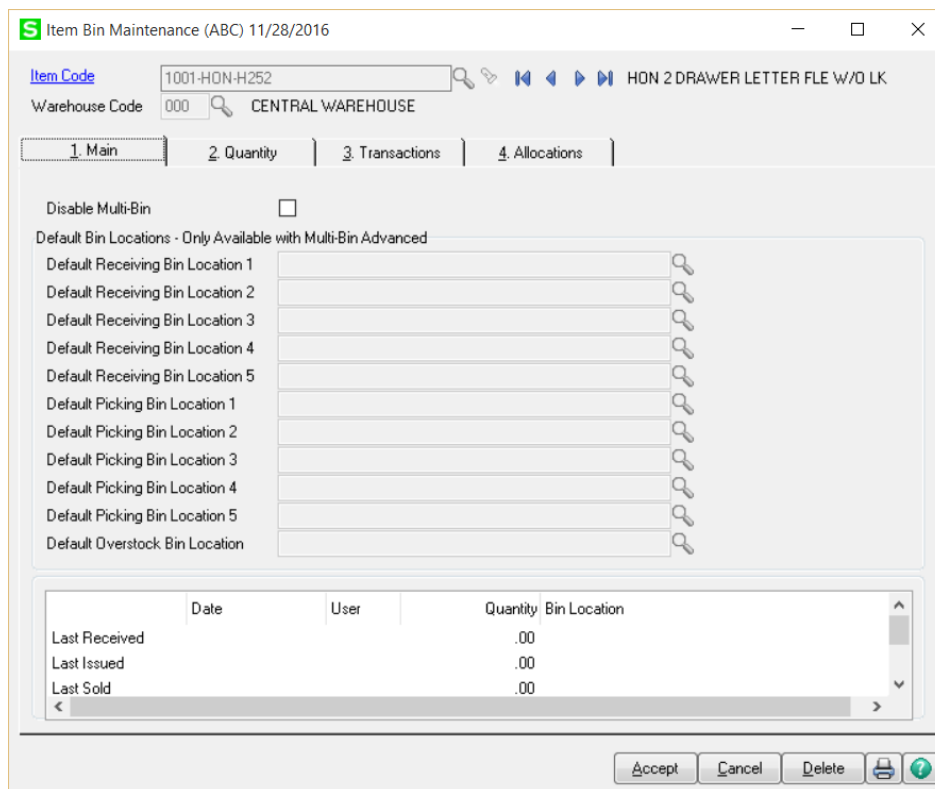 S Item Bin Maintenance (ABC) 11/28/2016
Item Code 1001-HON-H252 HON 2 DRAWER LETTER FLE W/O LK
Warehouse Code 000 CENTRAL WAREHOUSE
1. Main 2. Quantity 3. Transactions 4. Allocations
Disable Multi-Bin
Default Bin Locations - Only Available with Multi-Bin Advanced
Default Receiving Bin Location 1
Default Receiving Bin Location 2
Default Receiving Bin Location 3
Default Receiving Bin Location 4
Default Receiving Bin Location 5
Default Picking Bin Location 1
Default Picking Bin Location 2
Default Picking Bin Location 3
Default Picking Bin Location 4
Default Picking Bin Location 5
Default Overstock Bin Location
Date User Quantity Bin Location
Last Received .00
Last Issued .00
Last Sold .00
Accept Cancel Delete ?